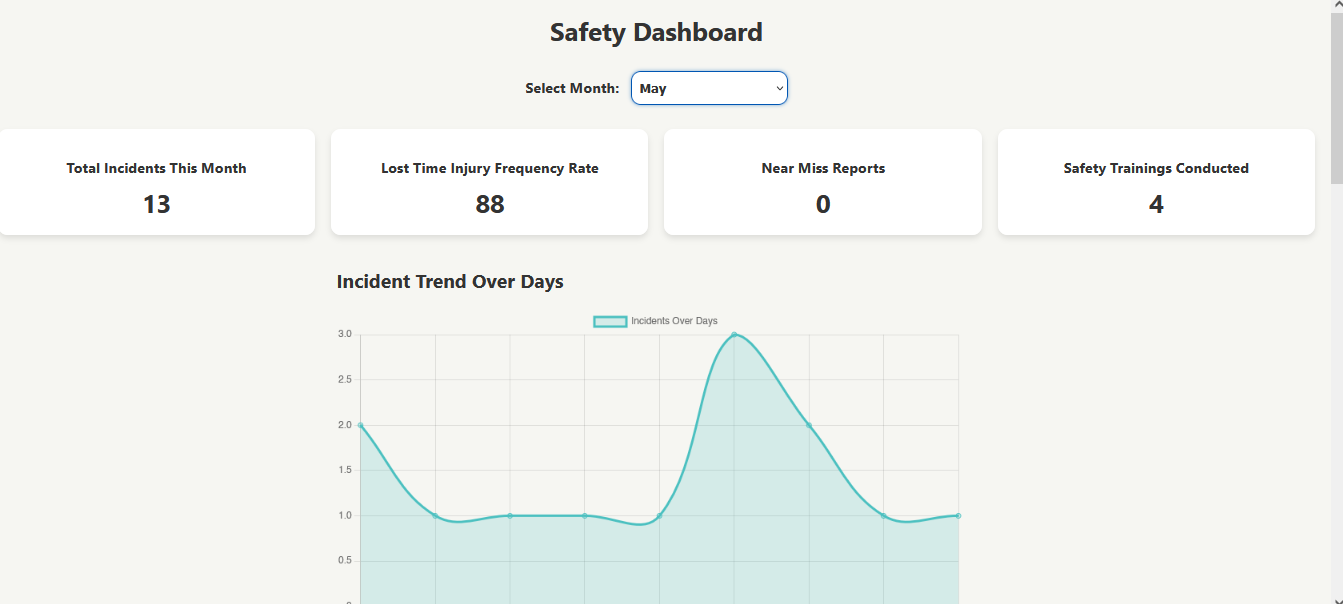 Safety Dashboard
Select Month: May
Total Incidents This Month
13
Lost Time Injury Frequency Rate
88
Near Miss Reports
0
Safety Trainings Conducted
4
Incident Trend Over Days
Incidents Over Days
3.0
2.5
2.0
1.5
1.0
0.5